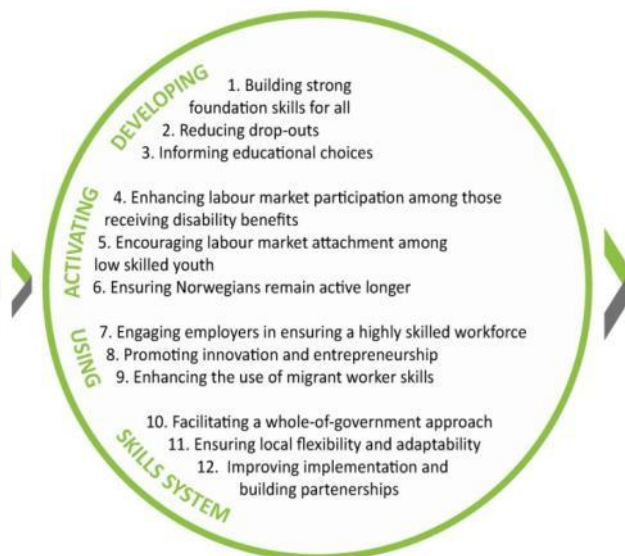 DEVELOPING
1. Building strong
foundation skills for all
2. Reducing drop-outs
3. Informing educational choices
ACTIVATING
4. Enhancing labour market participation among those
receiving disability benefits
5. Encouraging labour market attachment among
low skilled youth
6. Ensuring Norwegians remain active longer
USING
7. Engaging employers in ensuring a highly skilled workforce
8. Promoting innovation and entrepreneurship
9. Enhancing the use of migrant worker skills
SKILLS SYSTEM
10. Facilitating a whole-of-government approach
11. Ensuring local flexibility and adaptability
12. Improving implementation and
building partenerships